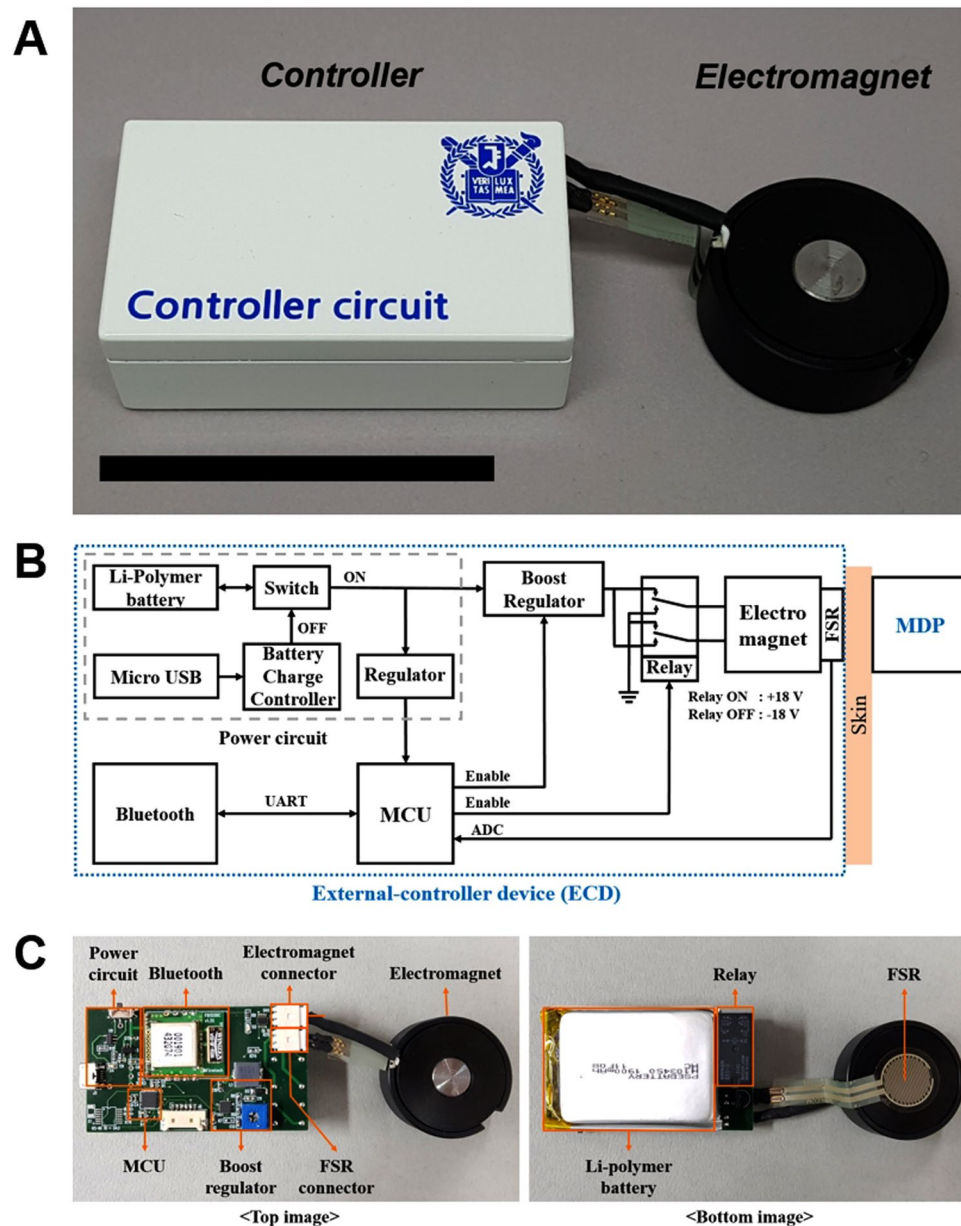 A
Controller
Electromagnet
VERI LUX
TAS MEA
Controller circuit
B
Li-Polymer
battery
Switch
ON
OFF
Micro USB
Battery
Charge
Controller
Regulator
Power circuit
Boost
Regulator
Relay
Electro
magnet
FSR
Relay ON : +18 V
Relay OFF : -18 V
Skin
MDP
Bluetooth
UART
MCU
Enable
Enable
ADC
External-controller device (ECD)
C
Power
circuit
Bluetooth
Electromagnet
connector
Electromagnet
MCU
Boost
regulator
FSR
connector
<Top image>
Relay
FSR
PSEBATTERY
Li-polymer
battery
<Bottom image>